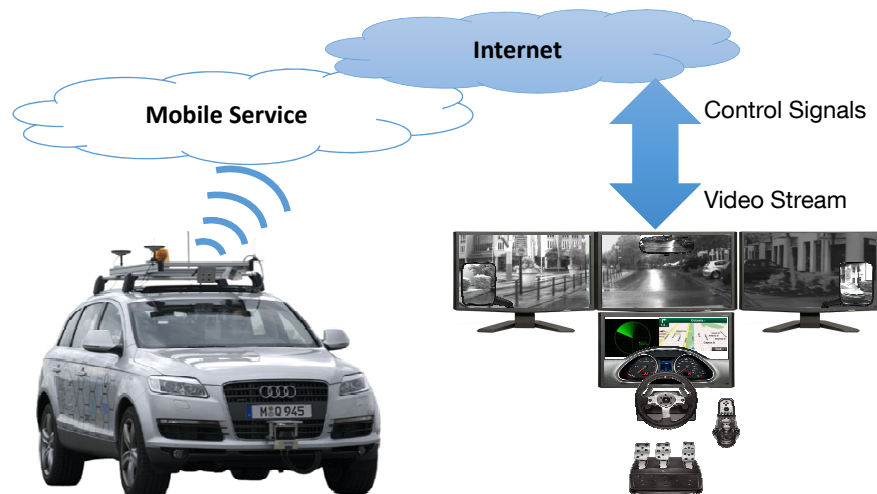 Internet
Mobile Service
Control Signals
Video Stream
M Q 945